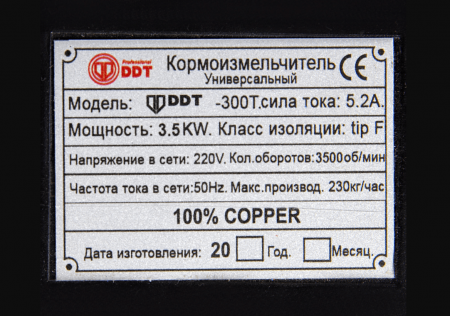 Professional
DDT
Кормоизмельчитель CE
Универсальный
Модель: DDT -300Т.сила тока: 5.2А.
Мощность: 3.5KW. Класс изоляции: tip F
Напряжение в сети: 220V. Кол.оборотов:3500об/мин
Частота тока в сети:50Hz. Макс.производ. 230кг/час
100% COPPER
Дата изготовления: 20 Год. Месяц.